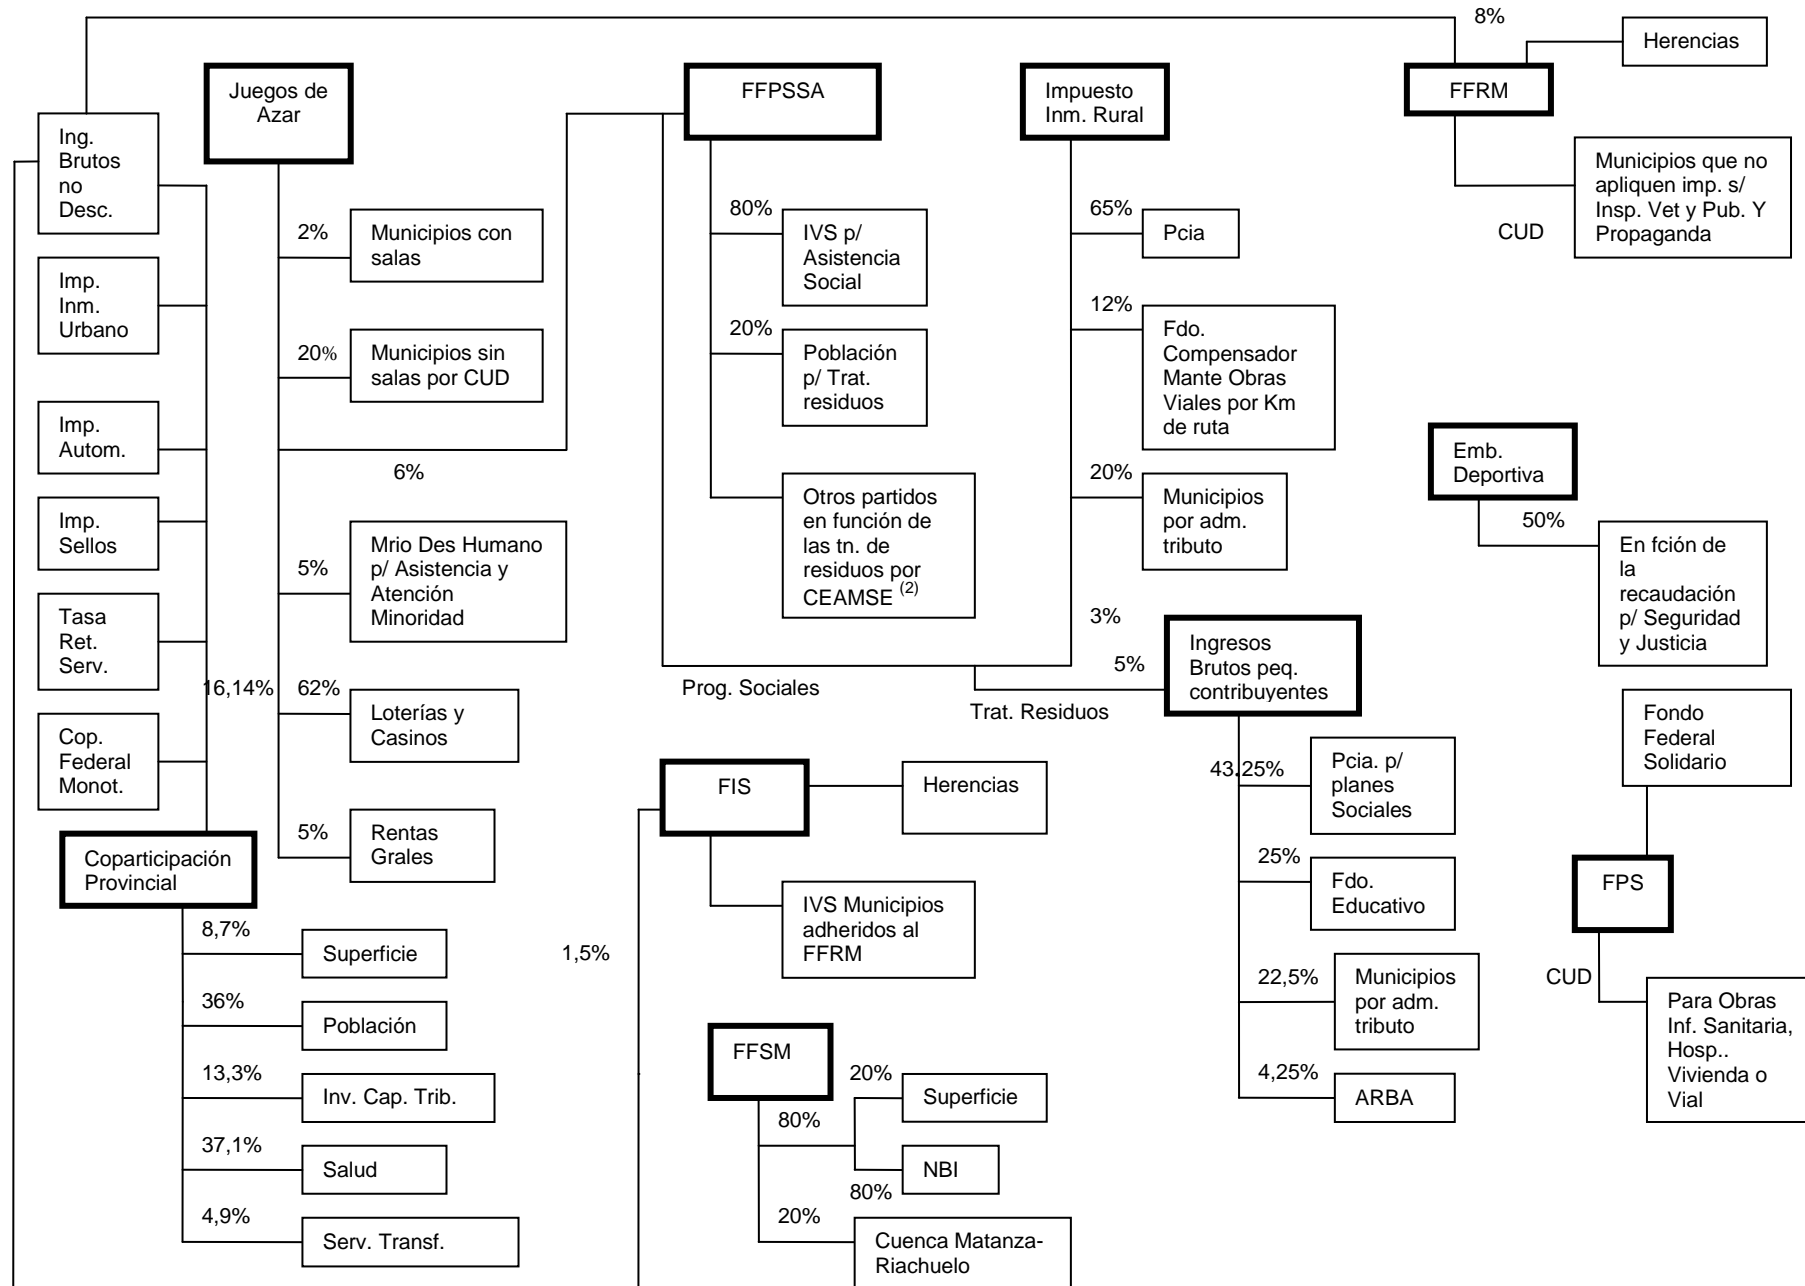 8%
Herencias
Juegos de
Azar
FFPSSA
Impuesto
Inm. Rural
FFRM
Ing.
Brutos
no
Desc.
Municipios que no
apliquen imp. s/
Insp. Vet y Pub. Y
Propaganda
CUD
2%
Municipios con
salas
80%
IVS p/
Asistencia
Social
65%
Pcia
Imp.
Inm.
Urbano
20%
Municipios sin
salas por CUD
20%
Población
p/ Trat.
residuos
12%
Fdo.
Compensador
Mante Obras
Viales por Km
de ruta
Imp.
Autom.
6%
Otros partidos
en función de
las tn. de
residuos por
CEAMSE (2)
20%
Municipios
por adm.
tributo
Emb.
Deportiva
50%
En fción de
la
recaudación
p/ Seguridad
y Justicia
Imp.
Sellos
5%
Mrio Des Humano
p/ Asistencia y
Atención
Minoridad
Tasa
Ret.
Serv.
3%
5%
Ingresos
Brutos peq.
contribuyentes
16,14%
62%
Loterías y
Casinos
Prog. Sociales
Trat. Residuos
Fondo
Federal
Solidario
Cop.
Federal
Monot.
FIS
Herencias
43,25%
Pcia. p/
planes
Sociales
5%
Rentas
Grales
Coparticipación
Provincial
25%
Fdo.
Educativo
FPS
IVS Municipios
adheridos al
FFRM
8,7%
Superficie
1,5%
22,5%
Municipios
por adm.
tributo
CUD
Para Obras
Inf. Sanitaria,
Hosp..
Vivienda o
Vial
36%
Población
FFSM
20%
Superficie
4,25%
ARBA
13,3%
Inv. Cap. Trib.
80%
NBI
80%
37,1%
Salud
20%
Cuenca Matanza-
Riachuelo
4,9%
Serv. Transf.